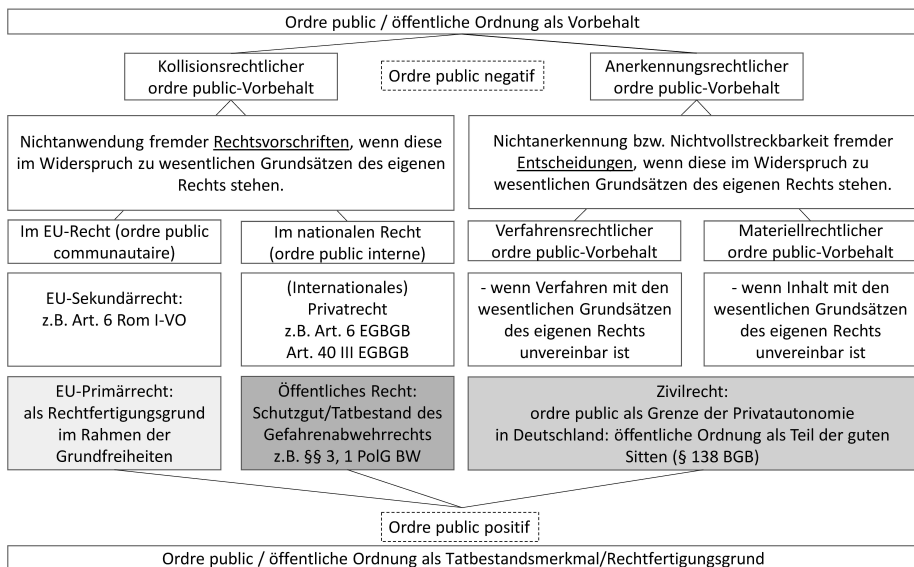 Ordre public / öffentliche Ordnung als Vorbehalt
Kollisionsrechtlicher
ordre public-Vorbehalt
Ordre public negatif
Anerkennungsrechtlicher
ordre public-Vorbehalt
Nichtanwendung fremder Rechtsvorschriften, wenn diese
im Widerspruch zu wesentlichen Grundsätzen des eigenen
Rechts stehen.
Nichtanerkennung bzw. Nichtvollstreckbarkeit fremder
Entscheidungen, wenn diese im Widerspruch zu
wesentlichen Grundsätzen des eigenen Rechts stehen.
Im EU-Recht (ordre public
communautaire)
Im nationalen Recht
(ordre public interne)
Verfahrensrechtlicher
ordre public-Vorbehalt
Materiellrechtlicher
ordre public-Vorbehalt
EU-Sekundärrecht:
z.B. Art. 6 Rom I-VO
(Internationales)
Privatrecht
z.B. Art. 6 EGBGB
Art. 40 III EGBGB
- wenn Verfahren mit den
wesentlichen Grundsätzen
des eigenen Rechts
unvereinbar ist
- wenn Inhalt mit den
wesentlichen Grundsätzen
des eigenen Rechts
unvereinbar ist
EU-Primärrecht:
als Rechtfertigungsgrund
im Rahmen der
Grundfreiheiten
Öffentliches Recht:
Schutzgut/Tatbestand des
Gefahrenabwehrrechts
z.B. §§ 3, 1 PolG BW
Zivilrecht:
ordre public als Grenze der Privatautonomie
in Deutschland: öffentliche Ordnung als Teil der guten
Sitten (§ 138 BGB)
Ordre public positif
Ordre public / öffentliche Ordnung als Tatbestandsmerkmal/Rechtfertigungsgrund